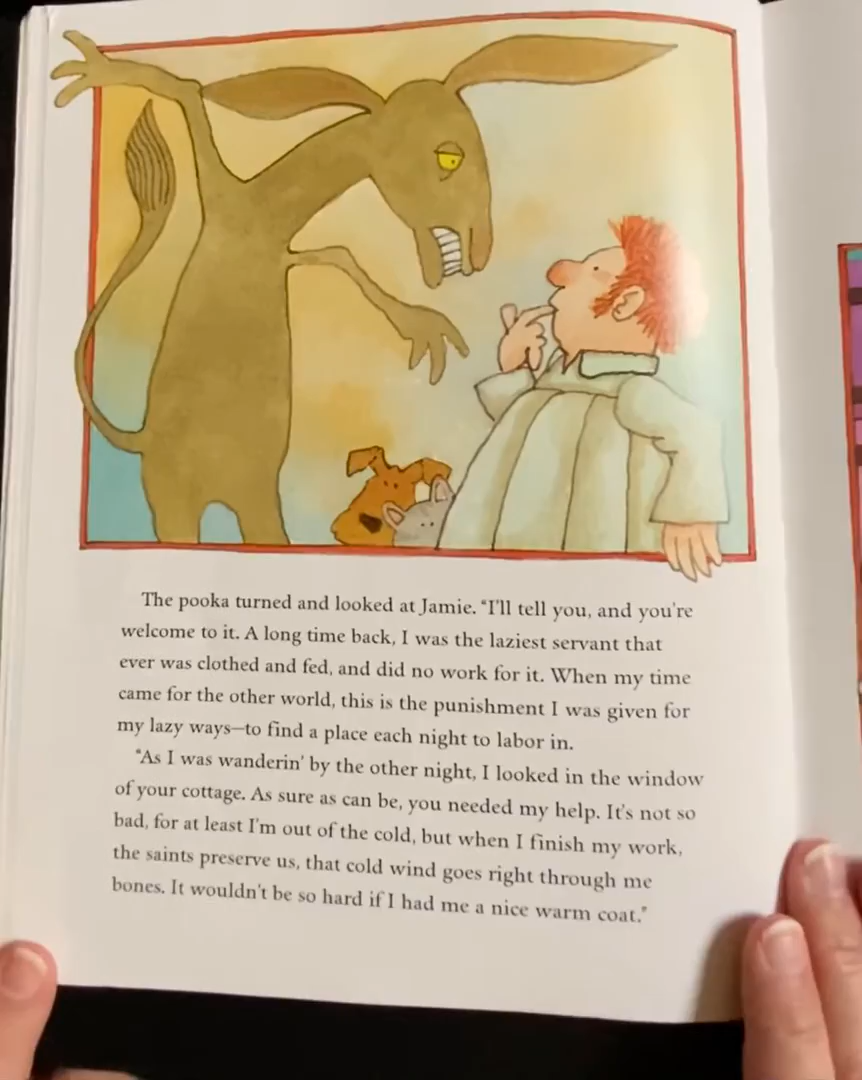 The pooka turned and looked at Jamie. "I'll tell you, and you're
welcome to it. A long time back, I was the laziest servant that
ever was clothed and fed, and did no work for it. When my time
came for the other world, this is the punishment I was given for
my lazy ways—to find a place each night to labor in.
"As I was wanderin' by the other night, I looked in the window
of your cottage. As sure as can be, you needed my help. It's not so
bad, for at least I'm out of the cold, but when I finish my work,
the saints preserve us, that cold wind goes right through me
bones. It wouldn't be so hard if I had me a nice warm coat."